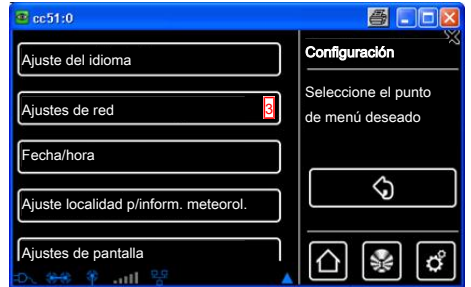 cc51:0
Ajuste del idioma
Ajustes de red
3
Fecha/hora
Ajuste localidad p/inform. meteorol.
Ajustes de pantalla
Configuración
Seleccione el punto
de menú deseado